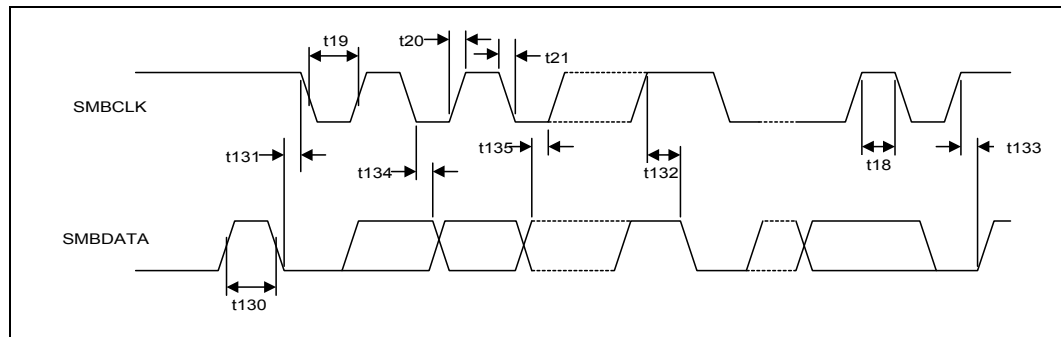 t19
t20
t21
SMBCLK
t131
t134
t135
t132
t18
t133
SMBDATA
t130